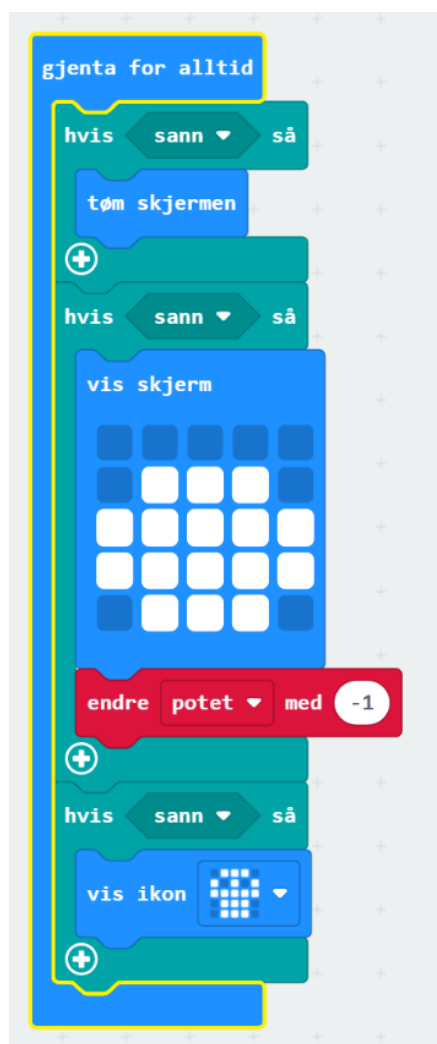 gjenta for alltid
hvis sann så
tøm skjermen
hvis sann så
vis skjerm
endre potet med -1
hvis sann så
vis ikon